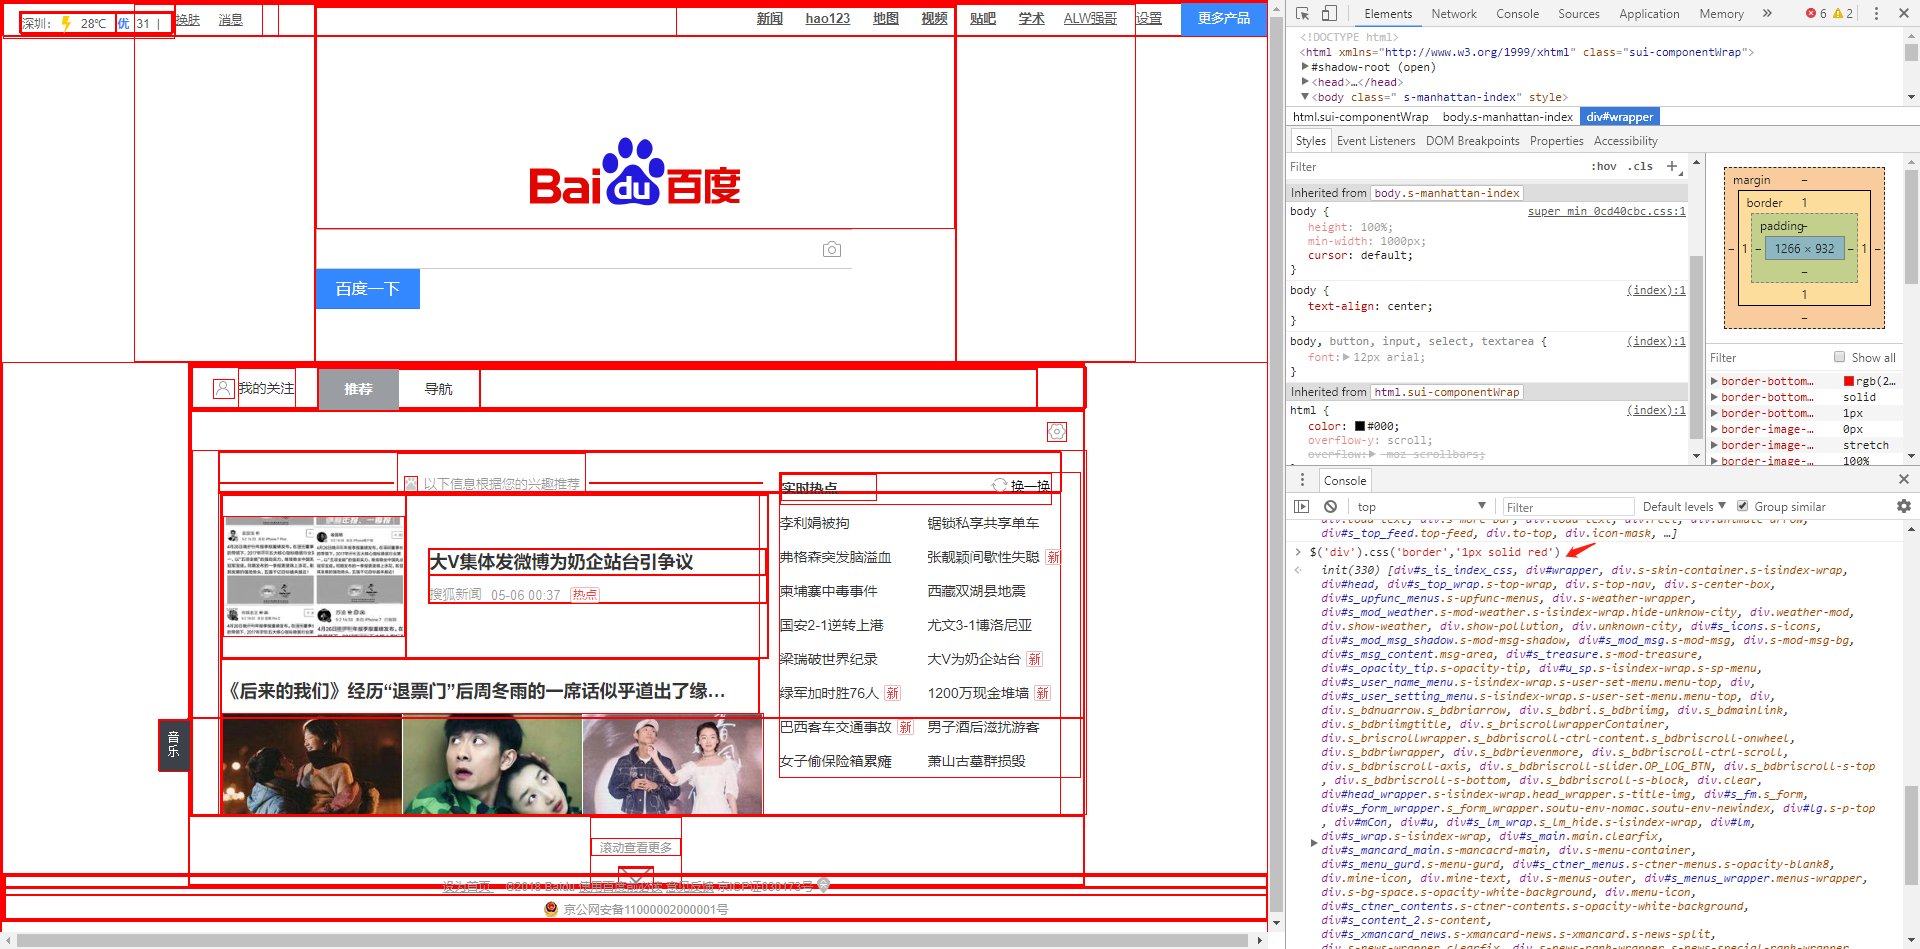 深圳： 28℃ 优 31 | 换肤 消息
新闻 hao123 地图 视频 贴吧 学术 ALW强哥 设置 更多产品
Bai du 百度
百度一下
我的关注 推荐 导航
以下信息根据您的兴趣推荐
大V集体发微博为奶企站台引争议
搜狐新闻 05-06 00:37 热点
《后来的我们》经历“退票门”后周冬雨的一席话似乎道出了缘...
实时热点 换一换
李利娟被拘 锯锁私享共享单车
弗格森突发脑溢血 张靓颖间歇性失聪 新
柬埔寨中毒事件 西藏双湖县地震
国安2-1逆转上港 尤文3-1博洛尼亚
梁瑞破世界纪录 大V为奶企站台 新
绿军加时胜76人 新 1200万现金堆墙 新
巴西客车交通事故 新 男子酒后滋扰游客
女子偷保险箱累瘫 萧山古墓群损毁
音乐
滚动查看更多
设为首页 ©2018 Baidu 使用百度前必读 意见反馈 京ICP证030173号
京公网安备11000002000001号
Elements Network Console Sources Application Memory » 6 2
<!DOCTYPE html>
<html xmlns="http://www.w3.org/1999/xhtml" class="sui-componentWrap">
#shadow-root (open)
<head>…</head>
<body class=" s-manhattan-index" style>
html.sui-componentWrap body.s-manhattan-index div#wrapper
Styles Event Listeners DOM Breakpoints Properties Accessibility
Filter :hov .cls +
Inherited from body.s-manhattan-index
body { super_min_0cd40cbc.css:1
height: 100%;
min-width: 1000px;
cursor: default;
}
body { (index):1
text-align: center;
}
body, button, input, select, textarea { (index):1
font: 12px arial;
}
Inherited from html.sui-componentWrap
html { (index):1
color: #000;
overflow-y: scroll;
overflow: -moz-scrollbars;
margin –
border 1
padding –
– 1 – 1266 × 932 – 1 –
–
1
–
Filter Show all
border-bottom… rgb(2…
border-bottom… solid
border-bottom… 1px
border-image-… 0px
border-image-… stretch
border-image-… 100%
Console
top Filter Default levels Group similar
div#s_top_feed.top-feed, div.to-top, div.icon-mask, …]
$('div').css('border','1px solid red')
init(330) [div#s_is_index_css, div#wrapper, div.s-skin-container.s-isindex-wrap,
div#head, div#s_top_wrap.s-top-wrap, div.s-top-nav, div.s-center-box,
div#s_upfunc_menus.s-upfunc-menus, div.s-weather-wrapper,
div#s_mod_weather.s-mod-weather.s-isindex-wrap.hide-unknow-city, div.weather-mod,
div.show-weather, div.show-pollution, div.unknown-city, div#s_icons.s-icons,
div#s_mod_msg_shadow.s-mod-msg-shadow, div#s_mod_msg.s-mod-msg, div.s-mod-msg-bg,
div#s_msg_content.msg-area, div#s_treasure.s-mod-treasure,
div#s_opacity_tip.s-opacity-tip, div#u_sp.s-isindex-wrap.s-sp-menu,
div#s_user_name_menu.s-isindex-wrap.s-user-set-menu.menu-top, div,
div#s_user_setting_menu.s-isindex-wrap.s-user-set-menu.menu-top, div,
div.s_bdnuarrow.s_bdbriarrow, div.s_bdbri.s_bdbriimg, div.s_bdmainlink,
div.s_bdbriimgtitle, div.s_briscrollwrapperContainer,
div.s_briscrollwrapper.s_bdbriscroll-ctrl-content.s_bdbriscroll-onwheel,
div.s_bdbriwrapper, div.s_bdbrievenmore, div.s_bdbriscroll-ctrl-scroll,
div.s_bdbriscroll-axis, div.s_bdbriscroll-slider.OP_LOG_BTN, div.s_bdbriscroll-s-top
, div.s_bdbriscroll-s-bottom, div.s_bdbriscroll-s-block, div.clear,
div#head_wrapper.s-isindex-wrap.head_wrapper.s-title-img, div#s_fm.s_form,
div#s_form_wrapper.s_form_wrapper.soutu-env-nomac.soutu-env-newindex, div#lg.s-p-top
, div#mCon, div#u, div#s_lm_wrap.s_lm_hide.s-isindex-wrap, div#lm,
div#s_wrap.s-isindex-wrap, div#s_main.main.clearfix,
div#s_mancard_main.s-mancacrd-main, div.s-menu-container,
div#s_menu_gurd.s-menu-gurd, div#s_ctner_menus.s-ctner-menus.s-opacity-blank8,
div.mine-icon, div.mine-text, div.s-menus-outer, div#s_menus_wrapper.menus-wrapper,
div.s-bg-space.s-opacity-white-background, div.menu-icon,
div#s_ctner_contents.s-ctner-contents.s-opacity-white-background,
div#s_content_2.s-content,
div#s_xmancard_news.s-xmancard-news.s-xmancard.s-news-split,
div.s-news-wrapper.clearfix, div.s-news-rank-wrapper.s-news-special-rank-wrapper